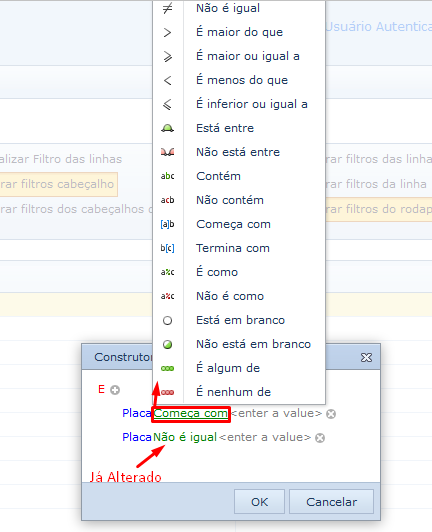 Não é igual
Usuário Autentica
É maior do que
É maior ou igual a
É menos do que
É inferior ou igual a
Está entre
alizar Filtro das linhas
Não está entre
rar filtros da linhas
abc Contém
rar filtros cabeçalho
rar filtros da linha
acb Não contém
rar filtros dos cabeçalhos d
rar filtros do rodap
[a]b Começa com
b[c] Termina com
a%c É como
a%c Não é como
Está em branco
Não está em branco
Construtor
É algum de
E
É nenhum de
Placa Começa com <enter a value>
Placa Não é igual <enter a value>
Já Alterado
OK Cancelar